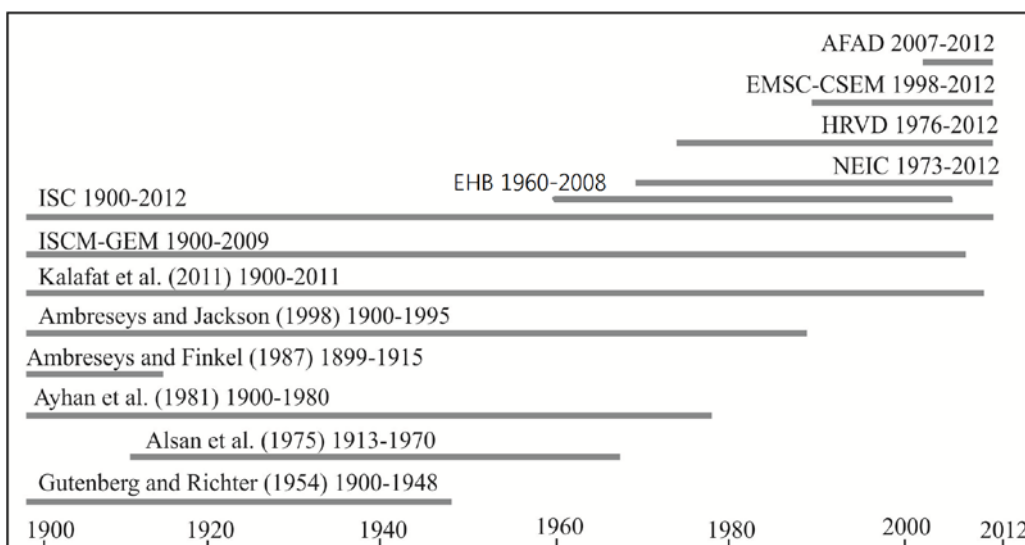 AFAD 2007-2012
EMSC-CSEM 1998-2012
HRVD 1976-2012
NEIC 1973-2012
EHB 1960-2008
ISC 1900-2012
ISCM-GEM 1900-2009
Kalafat et al. (2011) 1900-2011
Ambreseys and Jackson (1998) 1900-1995
Ambreseys and Finkel (1987) 1899-1915
Ayhan et al. (1981) 1900-1980
Alsan et al. (1975) 1913-1970
Gutenberg and Richter (1954) 1900-1948
1900 1920 1940 1960 1980 2000 2012